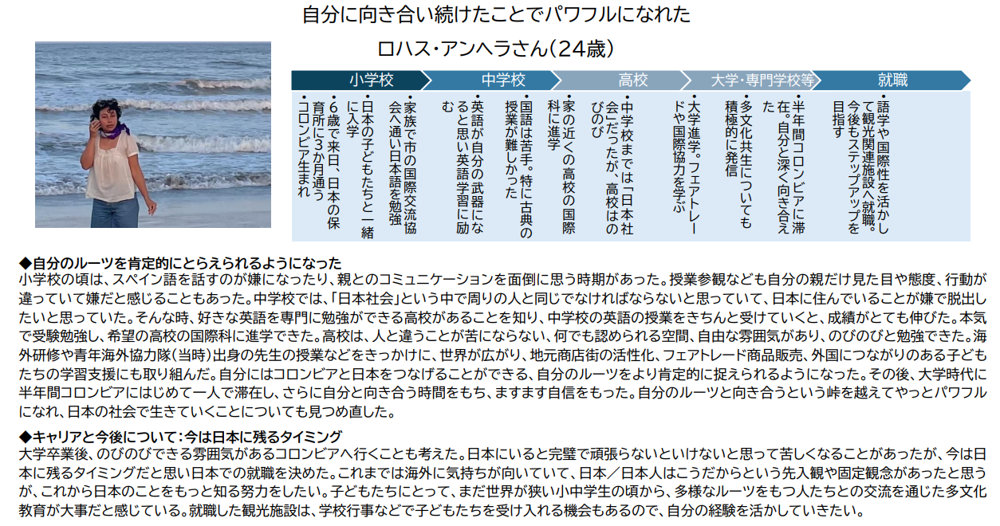 自分に向き合い続けたことでパワフルになれた
ロハス・アンヘラさん（24歳）
小学校
中学校
高校
大学・専門学校等
就職
・コロンビア生まれ
・６歳で来日、日本の保
育所に３か月通う
・日本の子どもたちと一緒
に入学
・家族で市の国際交流協
会へ通い日本語を勉強
・英語が自分の武器にな
ると思い英語学習に励
む
・国語は苦手。特に古典の
授業が難しかった
・家の近くの高校の国際
科に進学
・中学校までは「日本社
会」だったが、高校はの
びのび
・大学進学。フェアトレー
ドや国際協力を学ぶ
・多文化共生についても
積極的に発信
・半年間コロンビアに滞
在。自分と深く向き合え
た
・語学や国際性を活かし
て観光関連施設へ就職。
今後もステップアップを
目指す
◆自分のルーツを肯定的にとらえられるようになった
小学校の頃は、スペイン語を話すのが嫌になったり、親とのコミュニケーションを面倒に思う時期があった。授業参観なども自分の親だけ見た目や態度、行動が
違っていて嫌だと感じることもあった。中学校では、「日本社会」という中で周りの人と同じでなければならないと思っていて、日本に住んでいることが嫌で脱出し
たいと思っていた。そんな時、好きな英語を専門に勉強ができる高校があることを知り、中学校の英語の授業をきちんと受けていくと、成績がとても伸びた。本気
で受験勉強し、希望の高校の国際科に進学できた。高校は、人と違うことが苦にならない、何でも認められる空間、自由な雰囲気があり、のびのびと勉強できた。海
外研修や青年海外協力隊（当時）出身の先生の授業などをきっかけに、世界が広がり、地元商店街の活性化、フェアトレード商品販売、外国につながりのある子ども
たちの学習支援にも取り組んだ。自分にはコロンビアと日本をつなげることができる、自分のルーツをより肯定的に捉えられるようになった。その後、大学時代に
半年間コロンビアにはじめて一人で滞在し、さらに自分と向き合う時間をもち、ますます自信をもった。自分のルーツと向き合うという峠を越えてやっとパワフル
になれ、日本の社会で生きていくことについても見つめ直した。
◆キャリアと今後について：今は日本に残るタイミング
大学卒業後、のびのびできる雰囲気があるコロンビアへ行くことも考えた。日本にいると完璧で頑張らないといけないと思って苦しくなることがあったが、今は日
本に残るタイミングだと思い日本での就職を決めた。これまでは海外に気持ちが向いていて、日本／日本人はこうだからという先入観や固定観念があったと思う
が、これから日本のことをもっと知る努力をしたい。子どもたちにとって、まだ世界が狭い小中学生の頃から、多様なルーツをもつ人たちとの交流を通じた多文化
教育が大事だと感じている。就職した観光施設は、学校行事などで子どもたちを受け入れる機会もあるので、自分の経験を活かしていきたい。